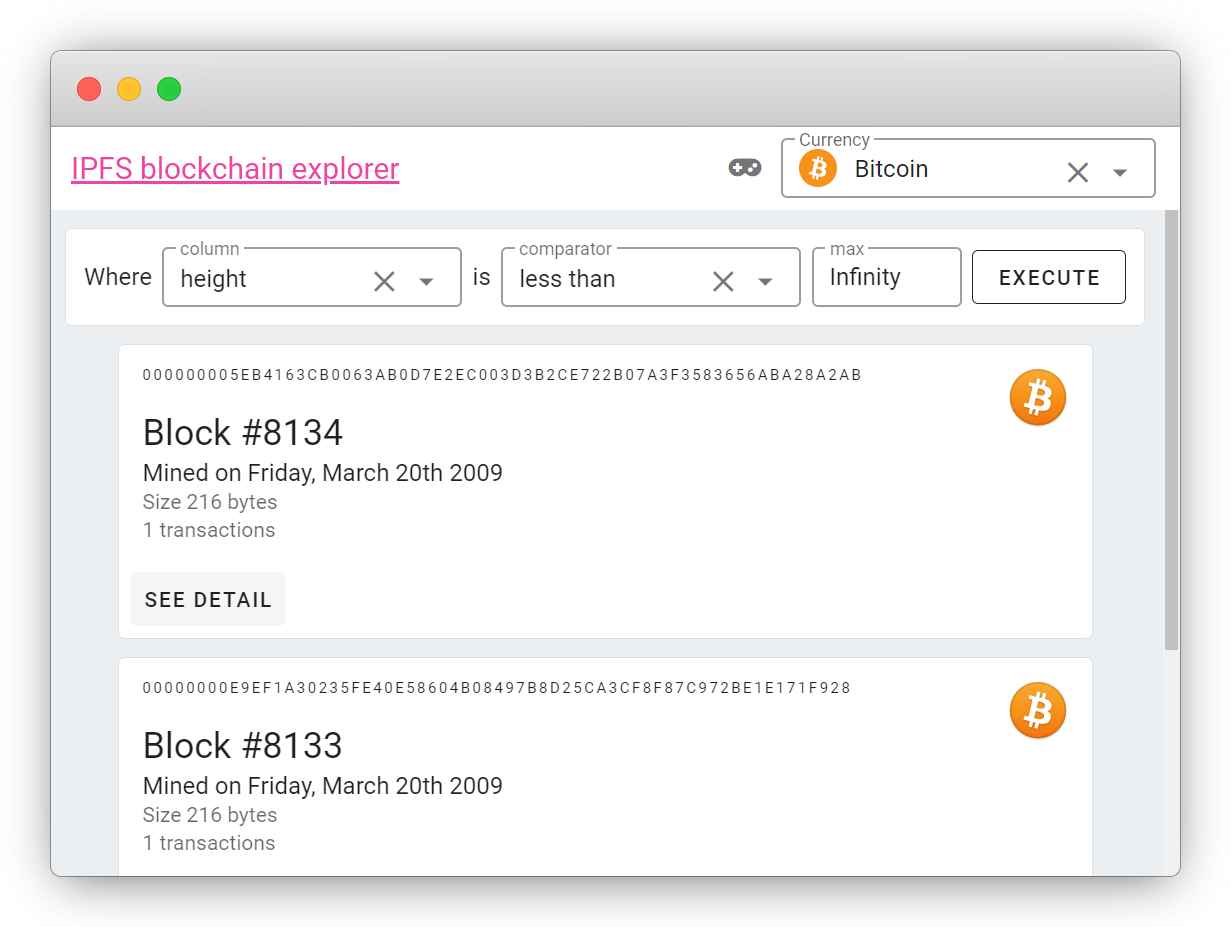 IPFS blockchain explorer
Currency
Bitcoin
Where
column
height
is
comparator
less than
max
Infinity
EXECUTE
000000005EB4163CB0063AB0D7E2EC003D3B2CE722B07A3F3583656ABA28A2AB
Block #8134
Mined on Friday, March 20th 2009
Size 216 bytes
1 transactions
SEE DETAIL
00000000E9EF1A30235FE40E58604B08497B8D25CA3CF8F87C972BE1E171F928
Block #8133
Mined on Friday, March 20th 2009
Size 216 bytes
1 transactions